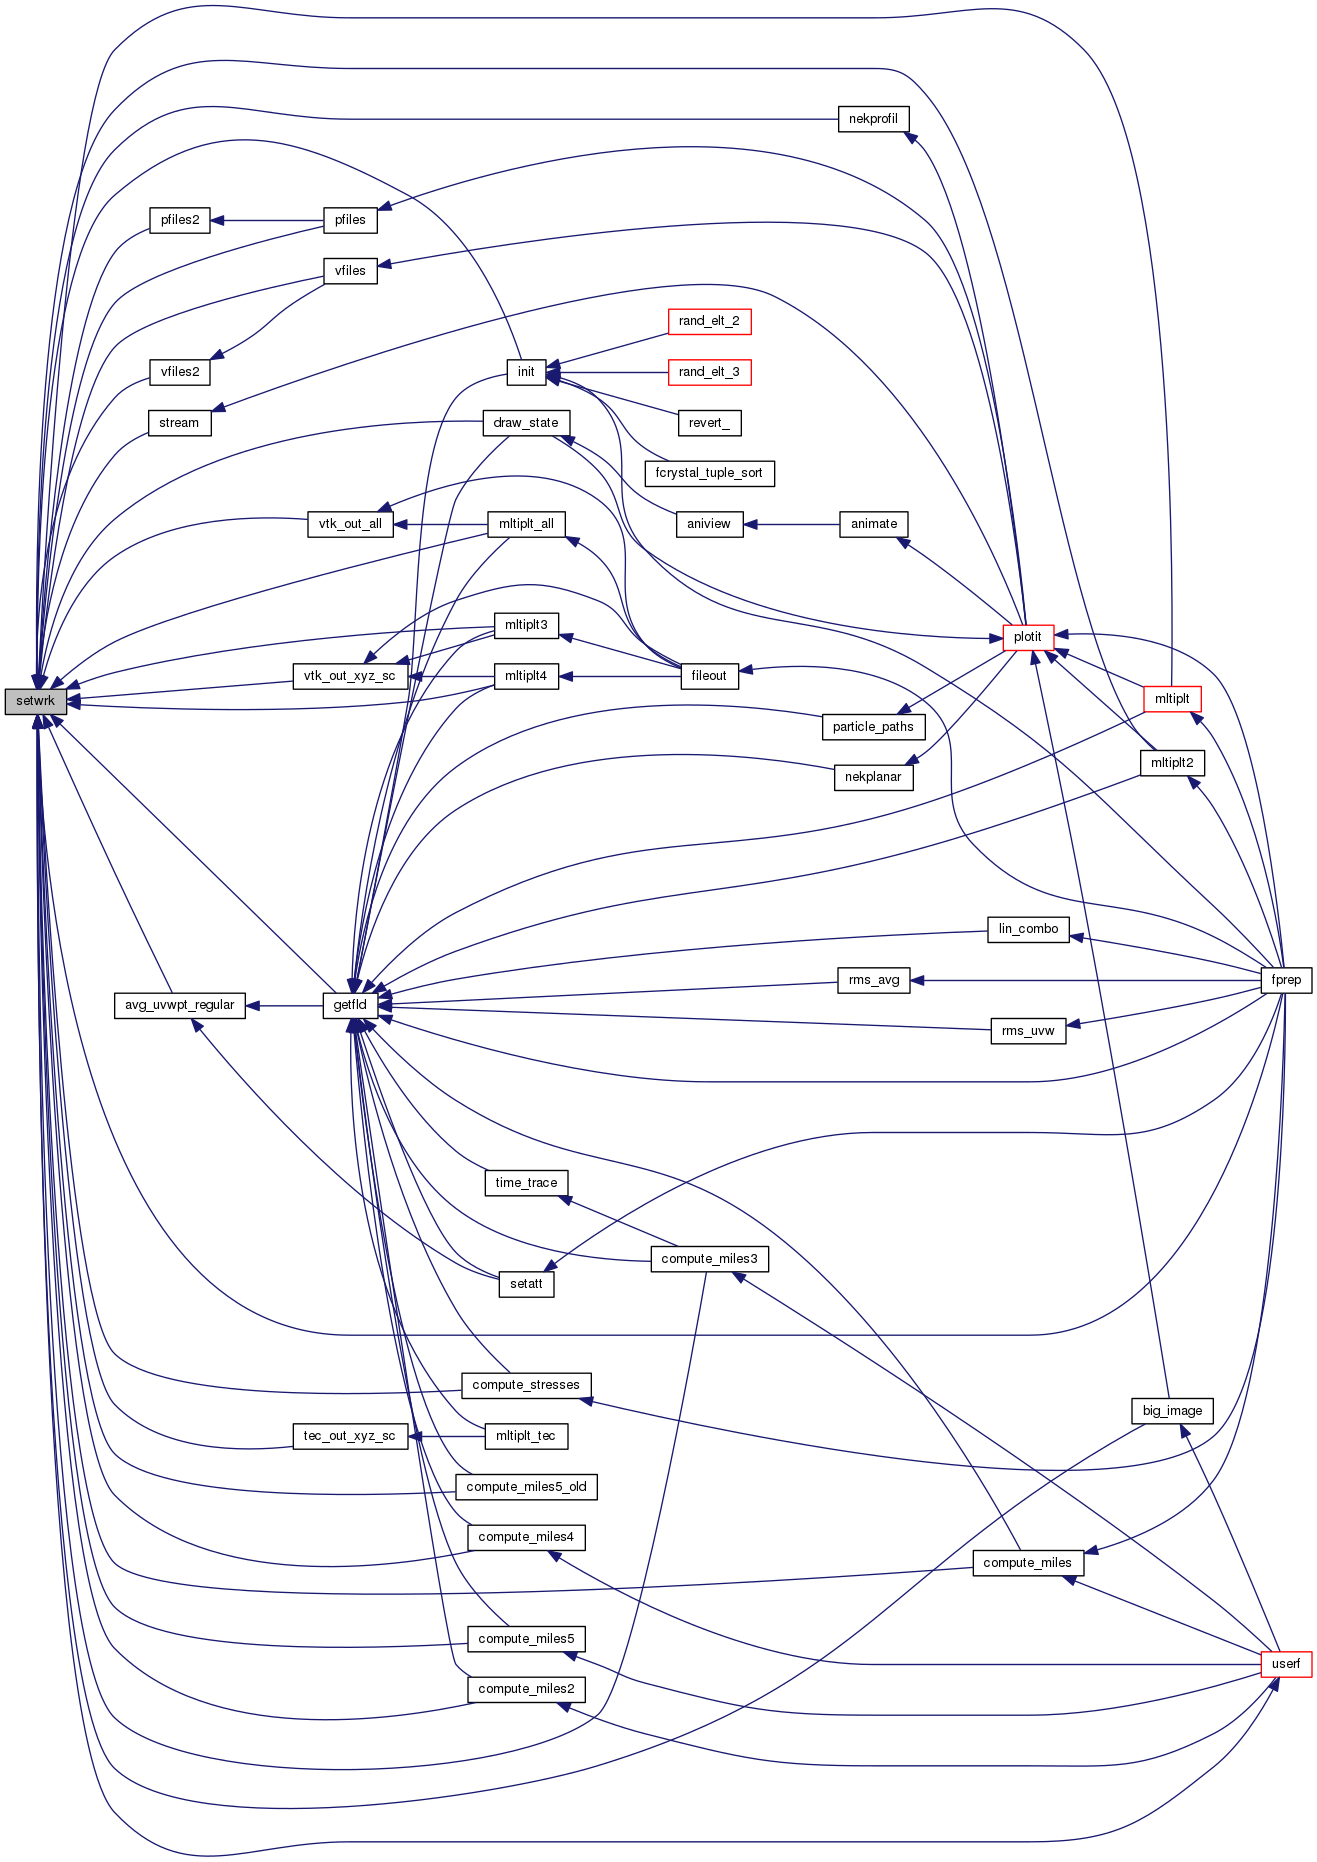 nekprofil
pfiles2
pfiles
vfiles
rand_elt_2
vfiles2
init
rand_elt_3
stream
draw_state
revert_
fcrystal_tuple_sort
vtk_out_all
mltiplt_all
aniview
animate
mltiplt3
plotit
vtk_out_xyz_sc
mltiplt4
fileout
setwrk
mltiplt
particle_paths
mltiplt2
nekplanar
lin_combo
rms_avg
fprep
avg_uvwpt_regular
getfld
rms_uvw
time_trace
compute_miles3
setatt
compute_stresses
big_image
tec_out_xyz_sc
mltiplt_tec
compute_miles5_old
compute_miles4
compute_miles
compute_miles5
userf
compute_miles2